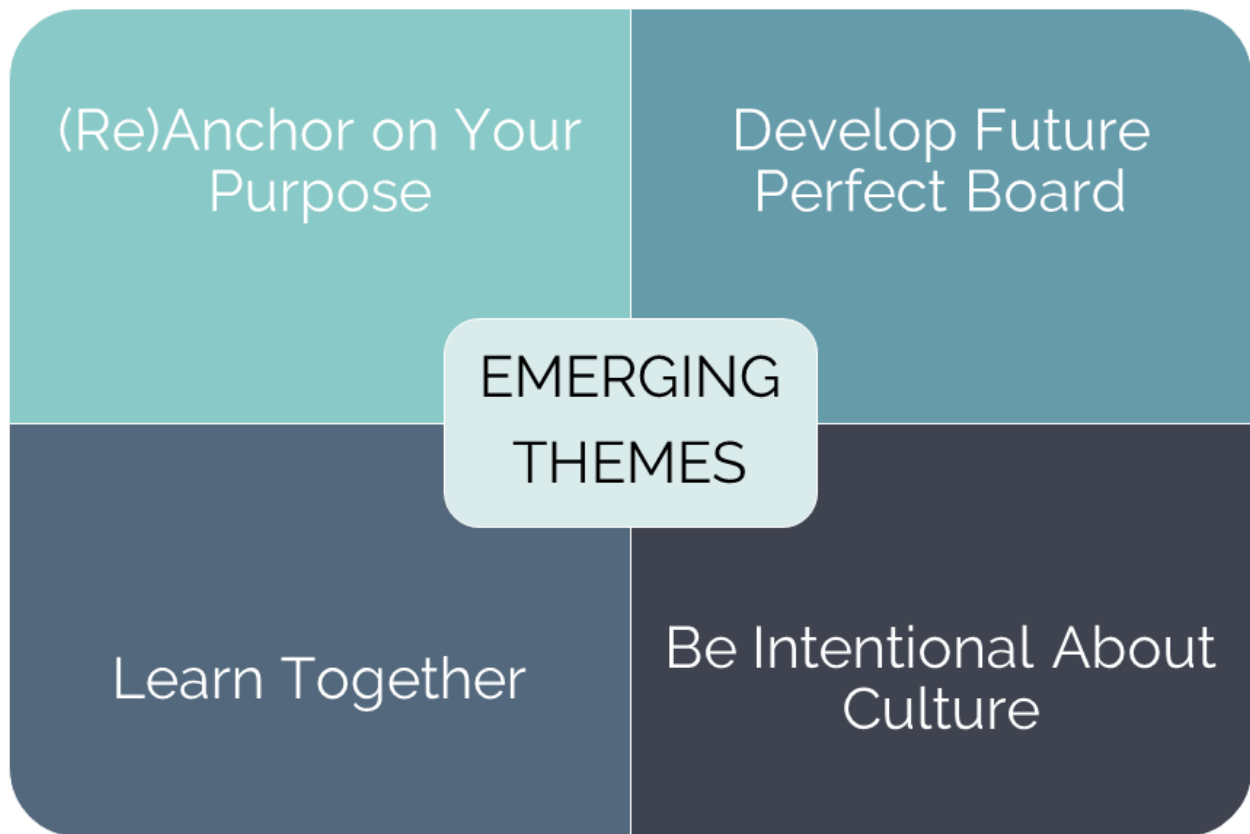 (Re)Anchor on Your
Purpose
Develop Future
Perfect Board
EMERGING
THEMES
Learn Together
Be Intentional About
Culture